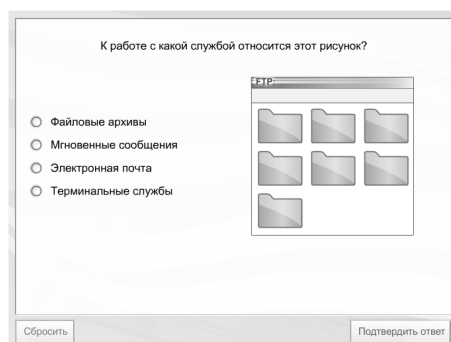 К работе с какой службой относится этот рисунок?
FTP:
Файловые архивы
Мгновенные сообщения
Электронная почта
Терминальные службы
Сбросить
Подтвердить ответ